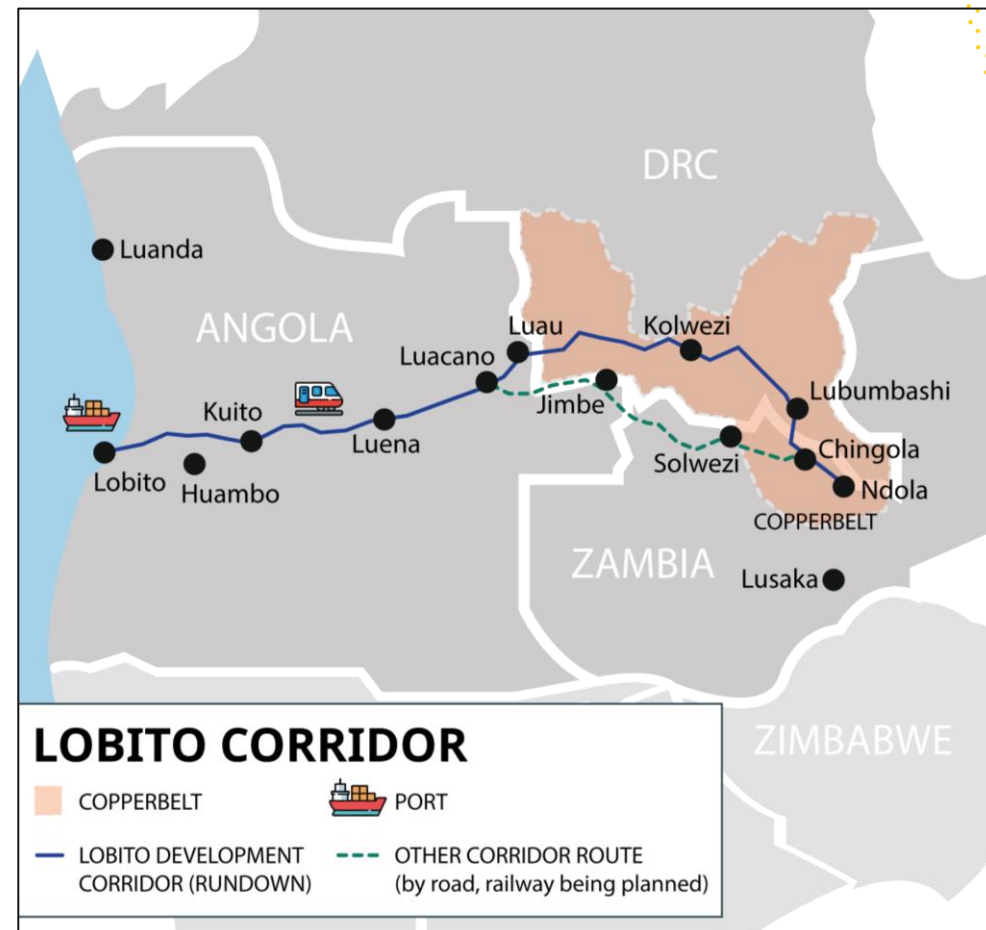 DRC
Luanda
ANGOLA
Luau
Kolwezi
Luacano
Lubumbashi
Jimbe
Kuito
Luena
Chingola
Solwezi
Lobito
Huambo
Ndola
COPPERBELT
ZAMBIA
Lusaka
ZIMBABWE
LOBITO CORRIDOR
COPPERBELT
PORT
LOBITO DEVELOPMENT
CORRIDOR (RUNDOWN)
OTHER CORRIDOR ROUTE
(by road, railway being planned)